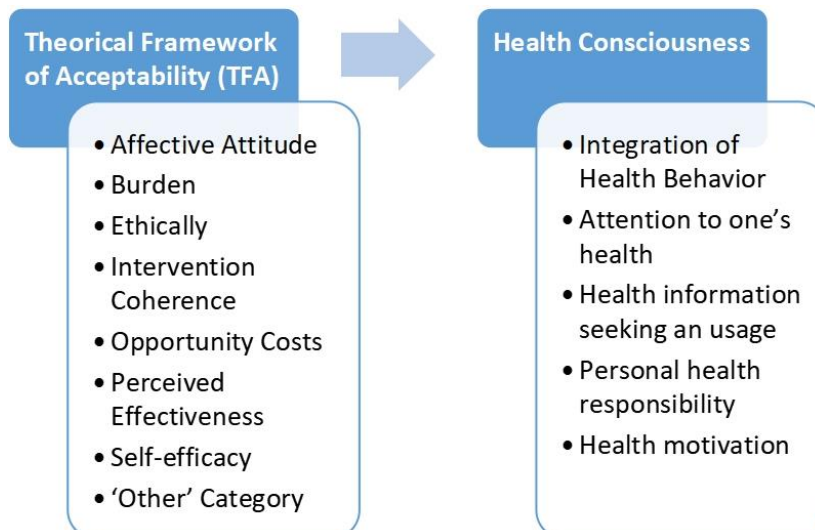 Theorical Framework
of Acceptability (TFA)
• Affective Attitude
• Burden
• Ethically
• Intervention
Coherence
• Opportunity Costs
• Perceived
Effectiveness
• Self-efficacy
• ‘Other’ Category
Health Consciousness
• Integration of
Health Behavior
• Attention to one’s
health
• Health information
seeking an usage
• Personal health
responsibility
• Health motivation